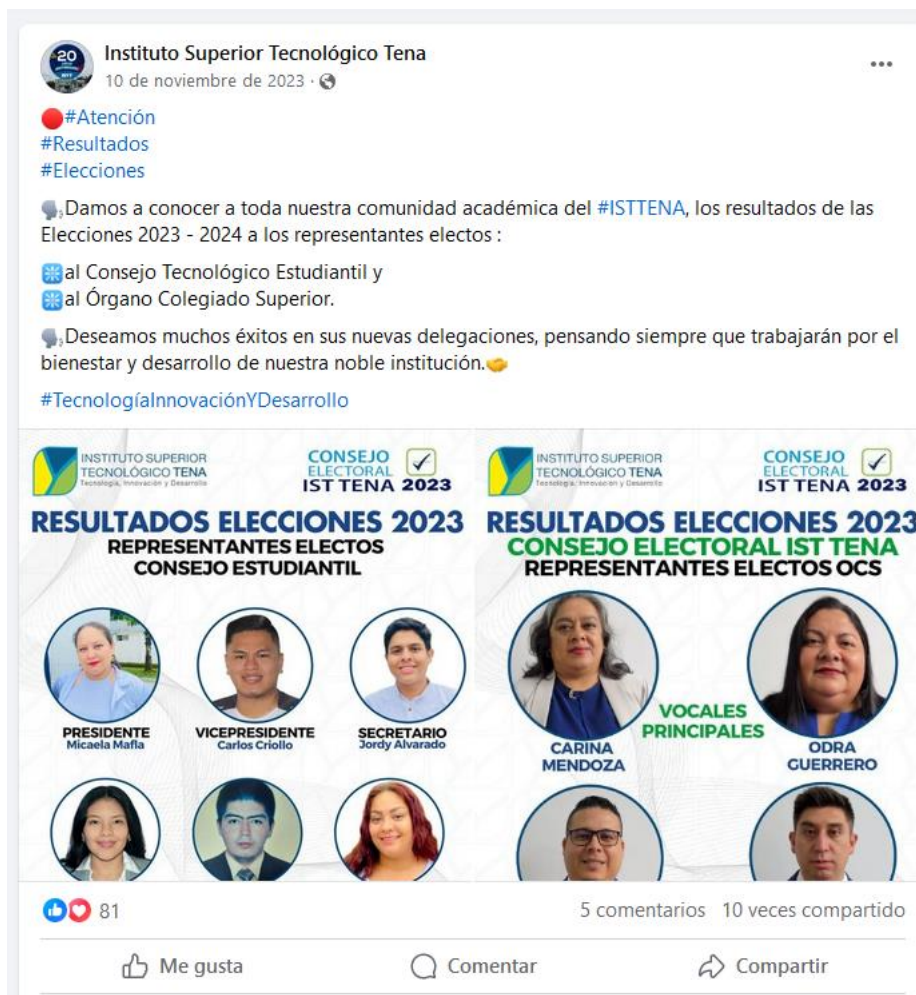 Instituto Superior Tecnológico Tena
10 de noviembre de 2023 ·
#Atención
#Resultados
#Elecciones
Damos a conocer a toda nuestra comunidad académica del #ISTTENA, los resultados de las
Elecciones 2023 - 2024 a los representantes electos :
al Consejo Tecnológico Estudiantil y
al Órgano Colegiado Superior.
Deseamos muchos éxitos en sus nuevas delegaciones, pensando siempre que trabajarán por el
bienestar y desarrollo de nuestra noble institución.
#TecnologíaInnovaciónYDesarrollo
INSTITUTO SUPERIOR
TECNOLÓGICO TENA
Tecnología, Innovación y Desarrollo
CONSEJO
ELECTORAL
IST TENA 2023
RESULTADOS ELECCIONES 2023
REPRESENTANTES ELECTOS
CONSEJO ESTUDIANTIL
PRESIDENTE
Micaela Mafla
VICEPRESIDENTE
Carlos Criollo
SECRETARIO
Jordy Alvarado
INSTITUTO SUPERIOR
TECNOLÓGICO TENA
Tecnología, Innovación y Desarrollo
CONSEJO
ELECTORAL
IST TENA 2023
RESULTADOS ELECCIONES 2023
CONSEJO ELECTORAL IST TENA
REPRESENTANTES ELECTOS OCS
VOCALES
PRINCIPALES
CARINA
MENDOZA
ODRA
GUERRERO
81
5 comentarios 10 veces compartido
Me gusta
Comentar
Compartir